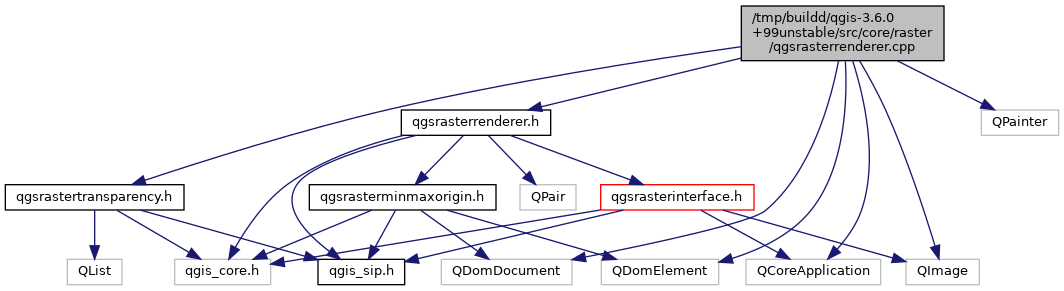 /tmp/buildd/qgis-3.6.0
+99unstable/src/core/raster
/qgsrasterrenderer.cpp
qgsrasterrenderer.h
QPainter
qgsrastertransparency.h
qgsrasterminmaxorigin.h
QPair
qgsrasterinterface.h
QList
qgis_core.h
qgis_sip.h
QDomDocument
QDomElement
QCoreApplication
QImage